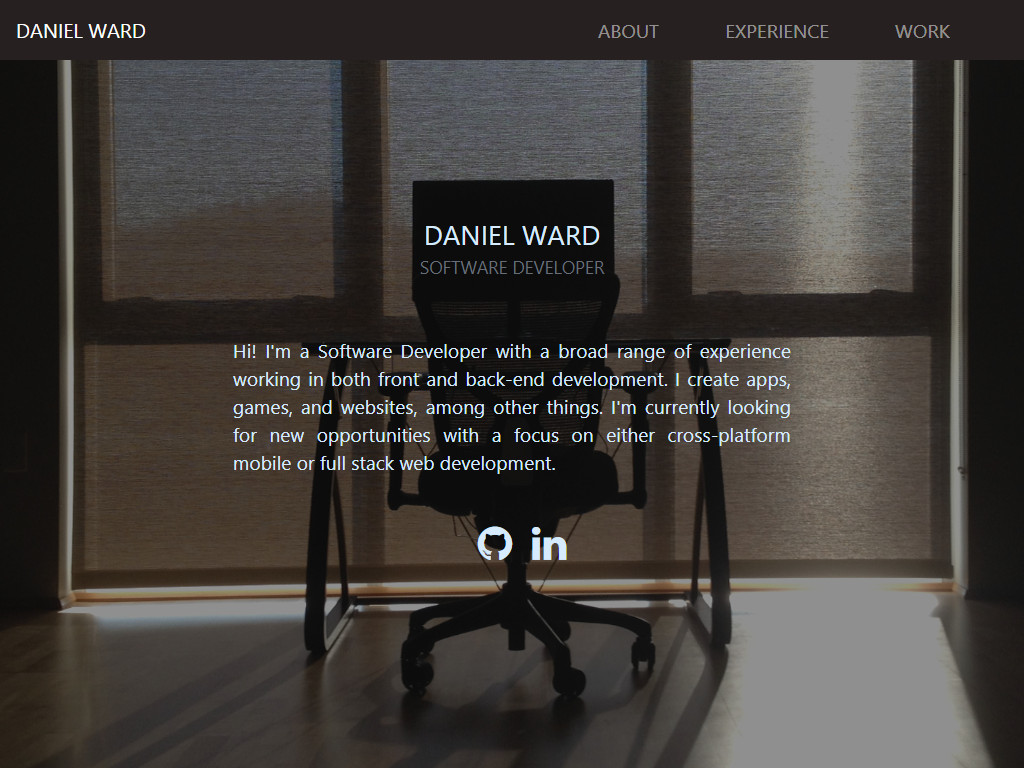 DANIEL WARD
ABOUT EXPERIENCE WORK
DANIEL WARD
SOFTWARE DEVELOPER
Hi! I'm a Software Developer with a broad range of experience
working in both front and back-end development. I create apps,
games, and websites, among other things. I'm currently looking
for new opportunities with a focus on either cross-platform
mobile or full stack web development.
in